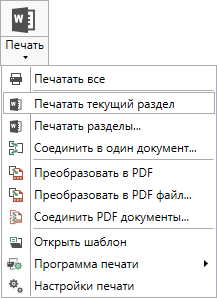 Печать
Печатать все
Печатать текущий раздел
Печатать разделы...
Соединить в один документ...
Преобразовать в PDF
Преобразовать в PDF файл...
Соединить PDF документы...
Открыть шаблон
Программа печати
Настройки печати